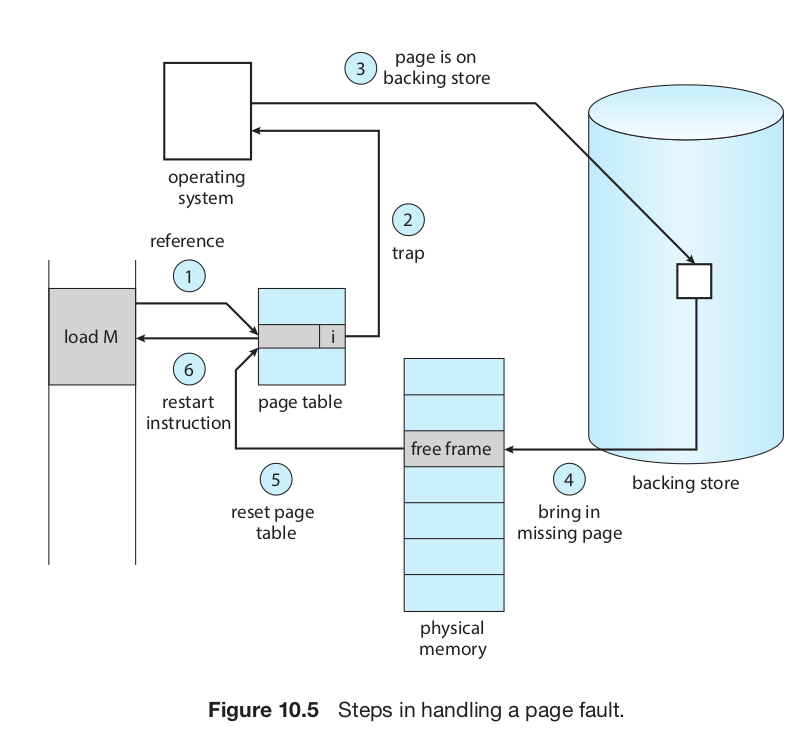 3
page is on
backing store
operating
system
2
trap
reference
1
load M
i
6
restart
instruction
page table
free frame
5
reset page
table
4
bring in
missing page
backing store
physical
memory
Figure 10.5 Steps in handling a page fault.